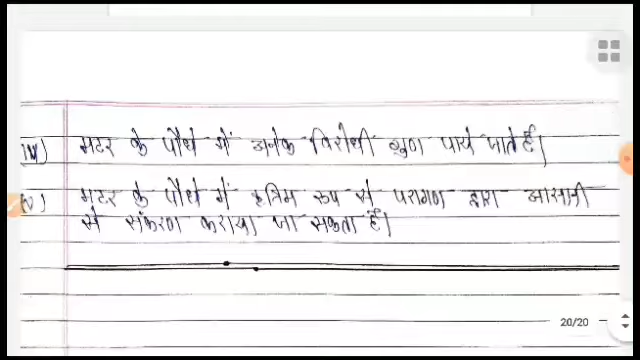 IV) मटर के पौधे में अनेक विरोधी गुण पाये जाते हैं।
V) मटर के पौधे में कृत्रिम रूप से परागण द्वारा आसानी
से संकरण कराया जा सकता है।
20/20